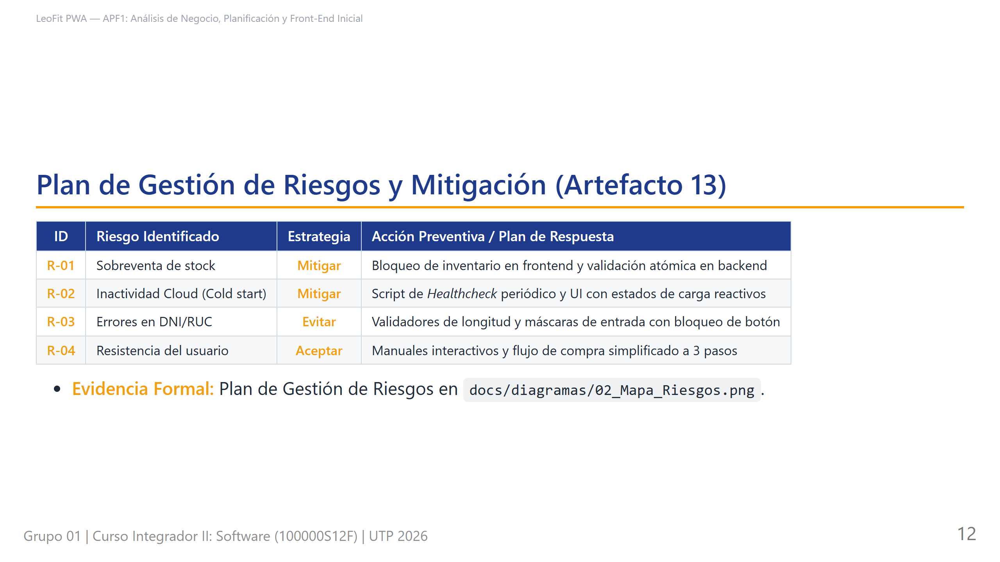 LeoFit PWA — APF1: Análisis de Negocio, Planificación y Front-End Inicial
Plan de Gestión de Riesgos y Mitigación (Artefacto 13)
ID Riesgo Identificado Estrategia Acción Preventiva / Plan de Respuesta
R-01 Sobreventa de stock Mitigar Bloqueo de inventario en frontend y validación atómica en backend
R-02 Inactividad Cloud (Cold start) Mitigar Script de Healthcheck periódico y UI con estados de carga reactivos
R-03 Errores en DNI/RUC Evitar Validadores de longitud y máscaras de entrada con bloqueo de botón
R-04 Resistencia del usuario Aceptar Manuales interactivos y flujo de compra simplificado a 3 pasos
• Evidencia Formal: Plan de Gestión de Riesgos en docs/diagramas/02_Mapa_Riesgos.png.
Grupo 01 | Curso Integrador II: Software (100000S12F) | UTP 2026
12